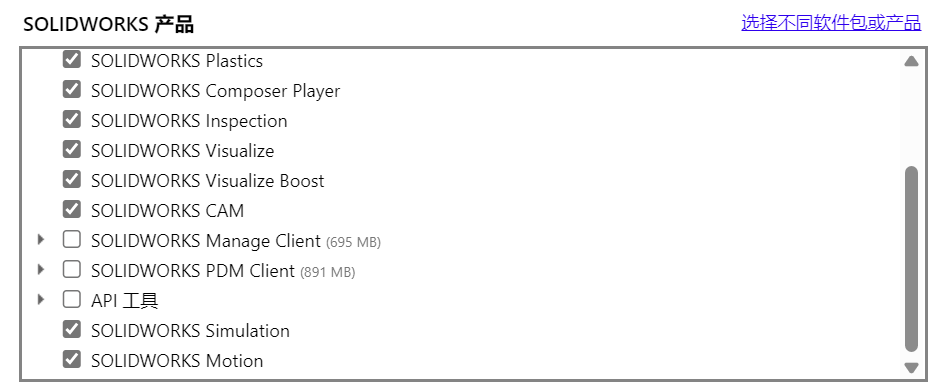 SOLIDWORKS 产品
选择不同软件包或产品
SOLIDWORKS Plastics
SOLIDWORKS Composer Player
SOLIDWORKS Inspection
SOLIDWORKS Visualize
SOLIDWORKS Visualize Boost
SOLIDWORKS CAM
SOLIDWORKS Manage Client (695 MB)
SOLIDWORKS PDM Client (891 MB)
API 工具
SOLIDWORKS Simulation
SOLIDWORKS Motion